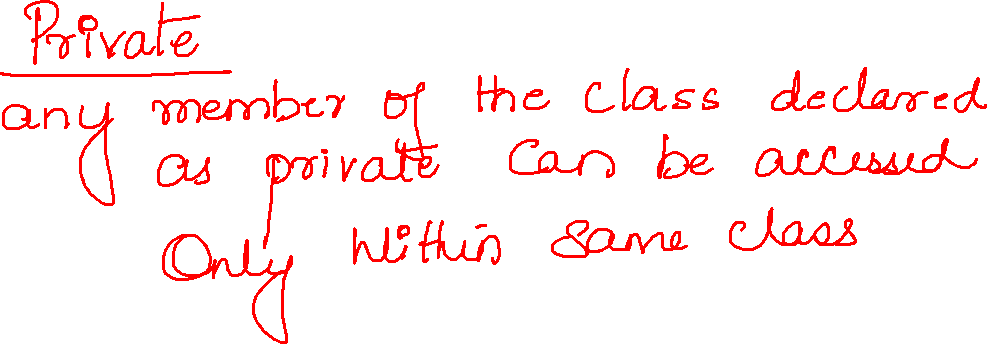 Private
any member of the class declared
as private can be accessed
Only within same class